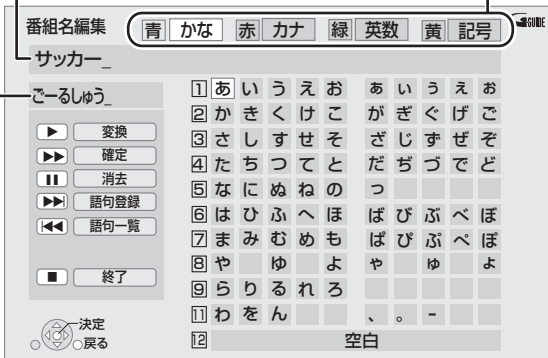 番組名編集 青 かな 赤 カナ 緑 英数 黄 記号 GUIDE
サッカー_
ごーるしゅう_
1 あ い う え お ぁ ぃ ぅ ぇ ぉ
2 か き く け こ が ぎ ぐ げ ご
▶ 変換
3 さ し す せ そ ざ じ ず ぜ ぞ
▶▶ 確定
4 た ち つ て と だ ぢ づ で ど
❚❚ 消去
5 な に ぬ ね の っ
▶▶| 語句登録
6 は ひ ふ へ ほ ば び ぶ べ ぼ
|◀◀ 語句一覧
7 ま み む め も ぱ ぴ ぷ ぺ ぽ
8 や ゆ よ ゃ ゅ ょ
■ 終了
9 ら り る れ ろ
11 わ を ん 、 。 ー
決定
戻る
12 空白